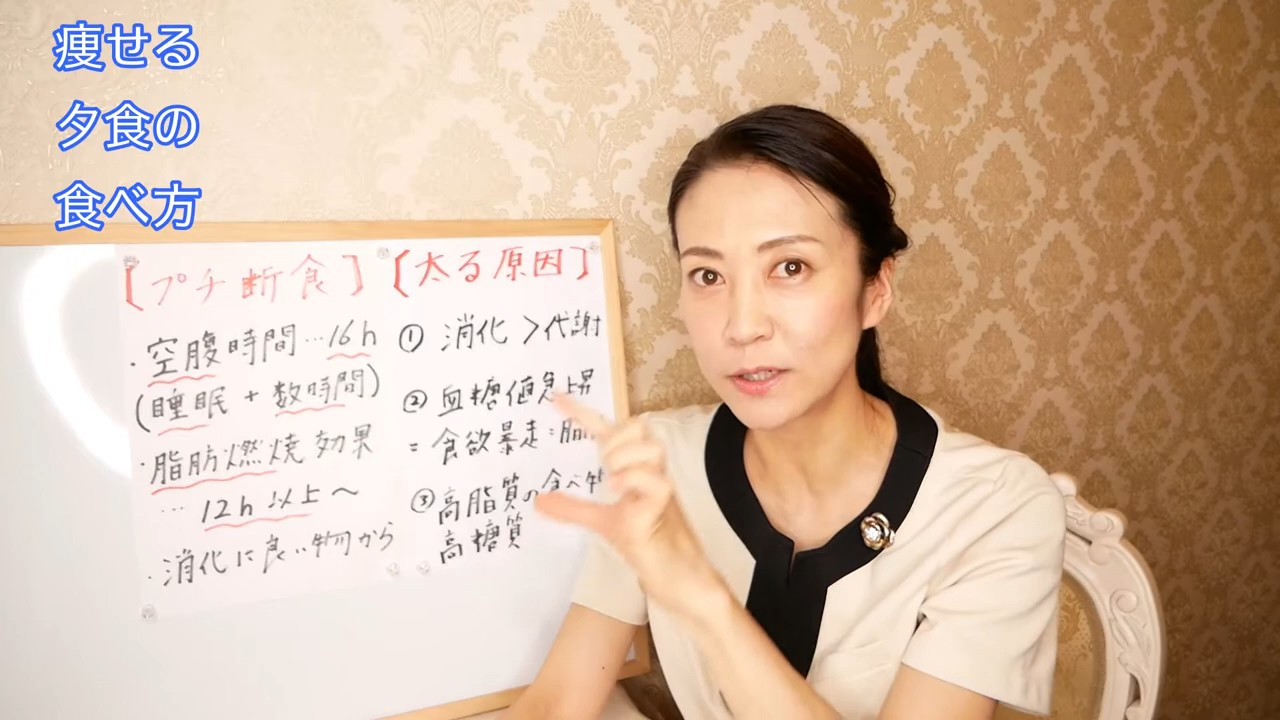 痩せる
夕食の
食べ方
【プチ断食】
・空腹時間…16h
(睡眠+数時間)
・脂肪燃焼効果
…12h以上〜
・消化に良い物から
【太る原因】
① 消化>代謝
② 血糖値急上昇
=食欲暴走=脂
③ 高脂質の食べ物
高糖質